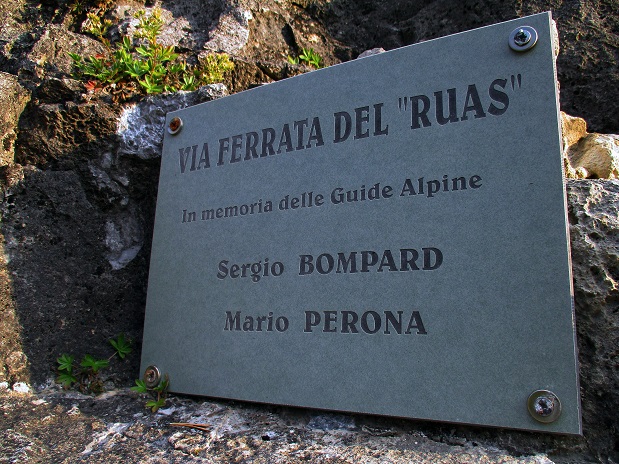 VIA FERRATA DEL "RUAS"
In memoria delle Guide Alpine
Sergio BOMPARD
Mario PERONA